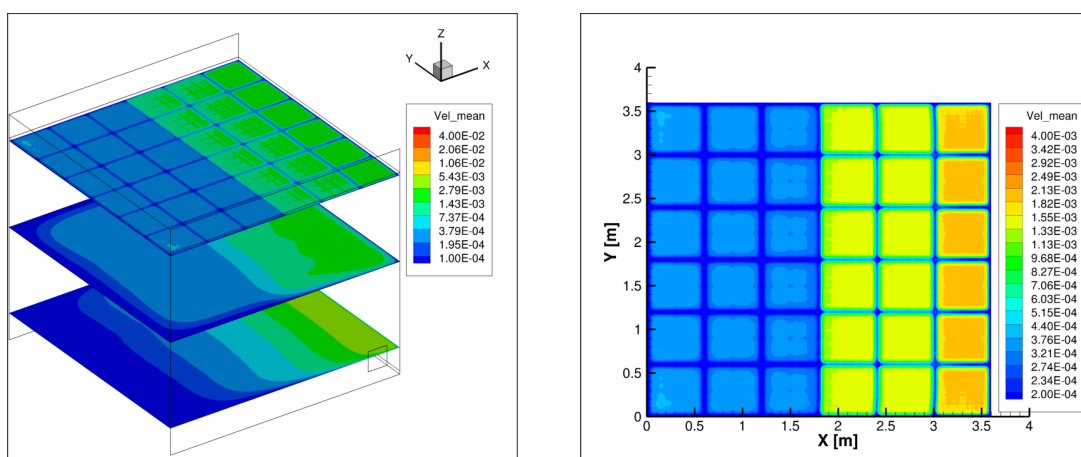 Z
Y
X
Vel_mean
4.00E-02
2.06E-02
1.06E-02
5.43E-03
2.79E-03
1.43E-03
7.37E-04
3.79E-04
1.95E-04
1.00E-04
4
3.5
3
2.5
2
1.5
1
0.5
0
Y [m]
0 0.5 1 1.5 2 2.5 3 3.5 4
X [m]
Vel_mean
4.00E-03
3.42E-03
2.92E-03
2.49E-03
2.13E-03
1.82E-03
1.55E-03
1.33E-03
1.13E-03
9.68E-04
8.27E-04
7.06E-04
6.03E-04
5.15E-04
4.40E-04
3.76E-04
3.21E-04
2.74E-04
2.34E-04
2.00E-04